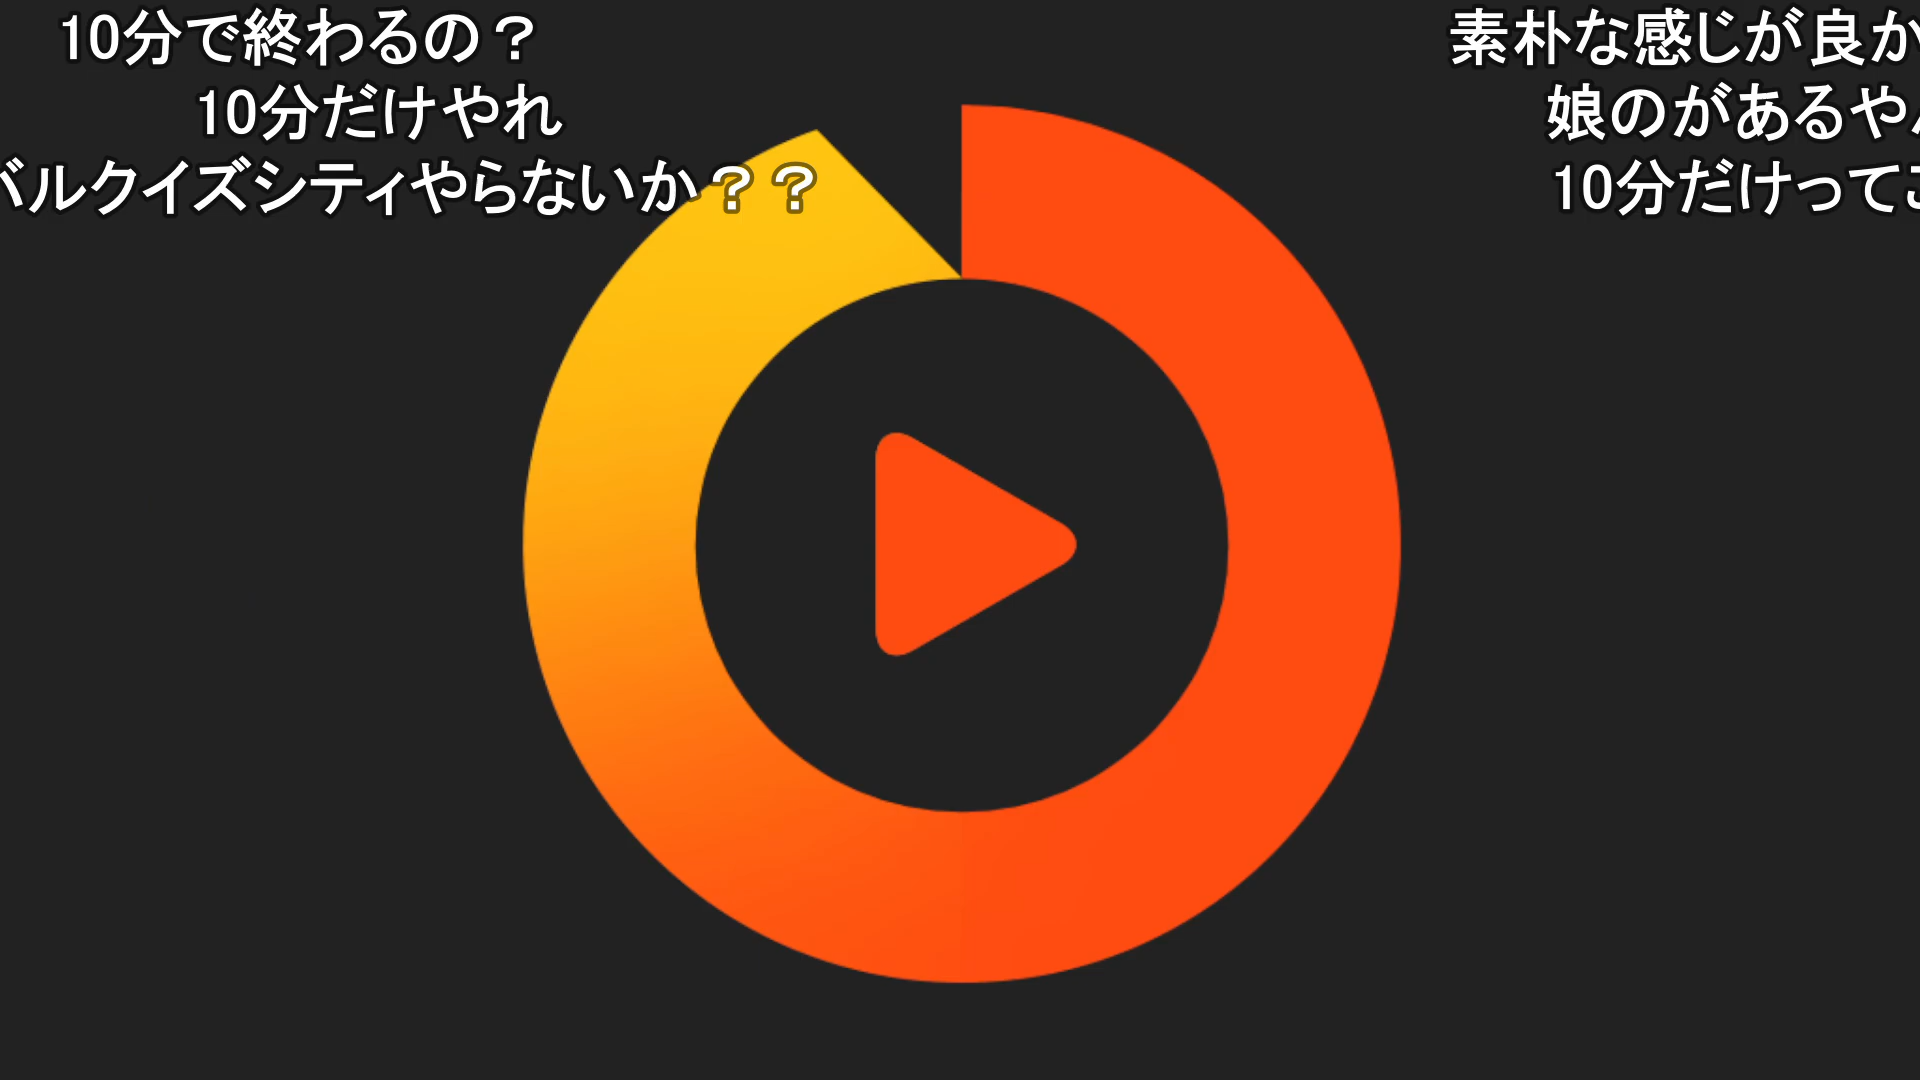 10分で終わるの？
素朴な感じが良か
10分だけやれ
娘のがあるや
バルクイズシティやらないか？？
10分だけって